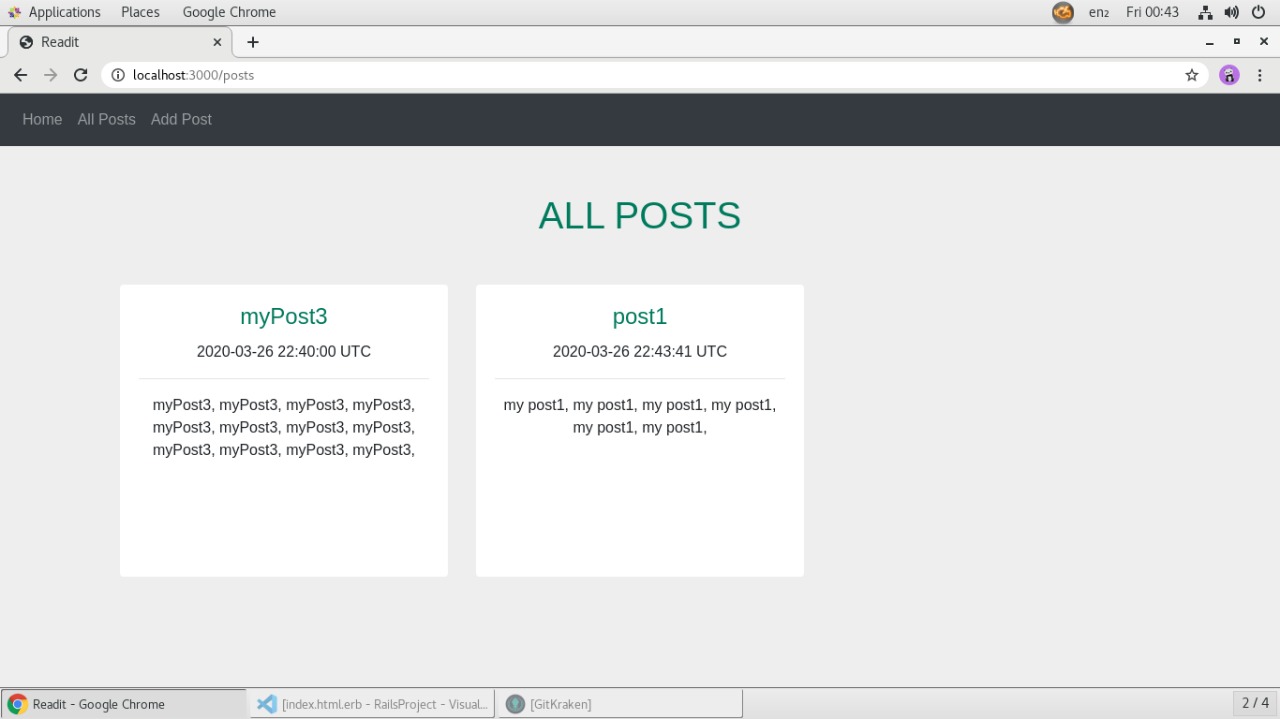 Applications Places Google Chrome en₂ Fri 00:43
Readit
localhost:3000/posts
Home All Posts Add Post
ALL POSTS
myPost3
2020-03-26 22:40:00 UTC
myPost3, myPost3, myPost3, myPost3,
myPost3, myPost3, myPost3, myPost3,
myPost3, myPost3, myPost3, myPost3,
post1
2020-03-26 22:43:41 UTC
my post1, my post1, my post1, my post1,
my post1, my post1,
Readit - Google Chrome [index.html.erb - RailsProject - Visual... [GitKraken] 2 / 4